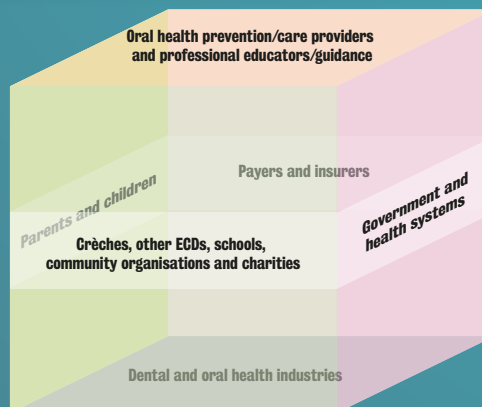 Oral health prevention/care providers
and professional educators/guidance
Payers and insurers
Parents and children
Government and
health systems
Crèches, other ECDs, schools,
community organisations and charities
Dental and oral health industries